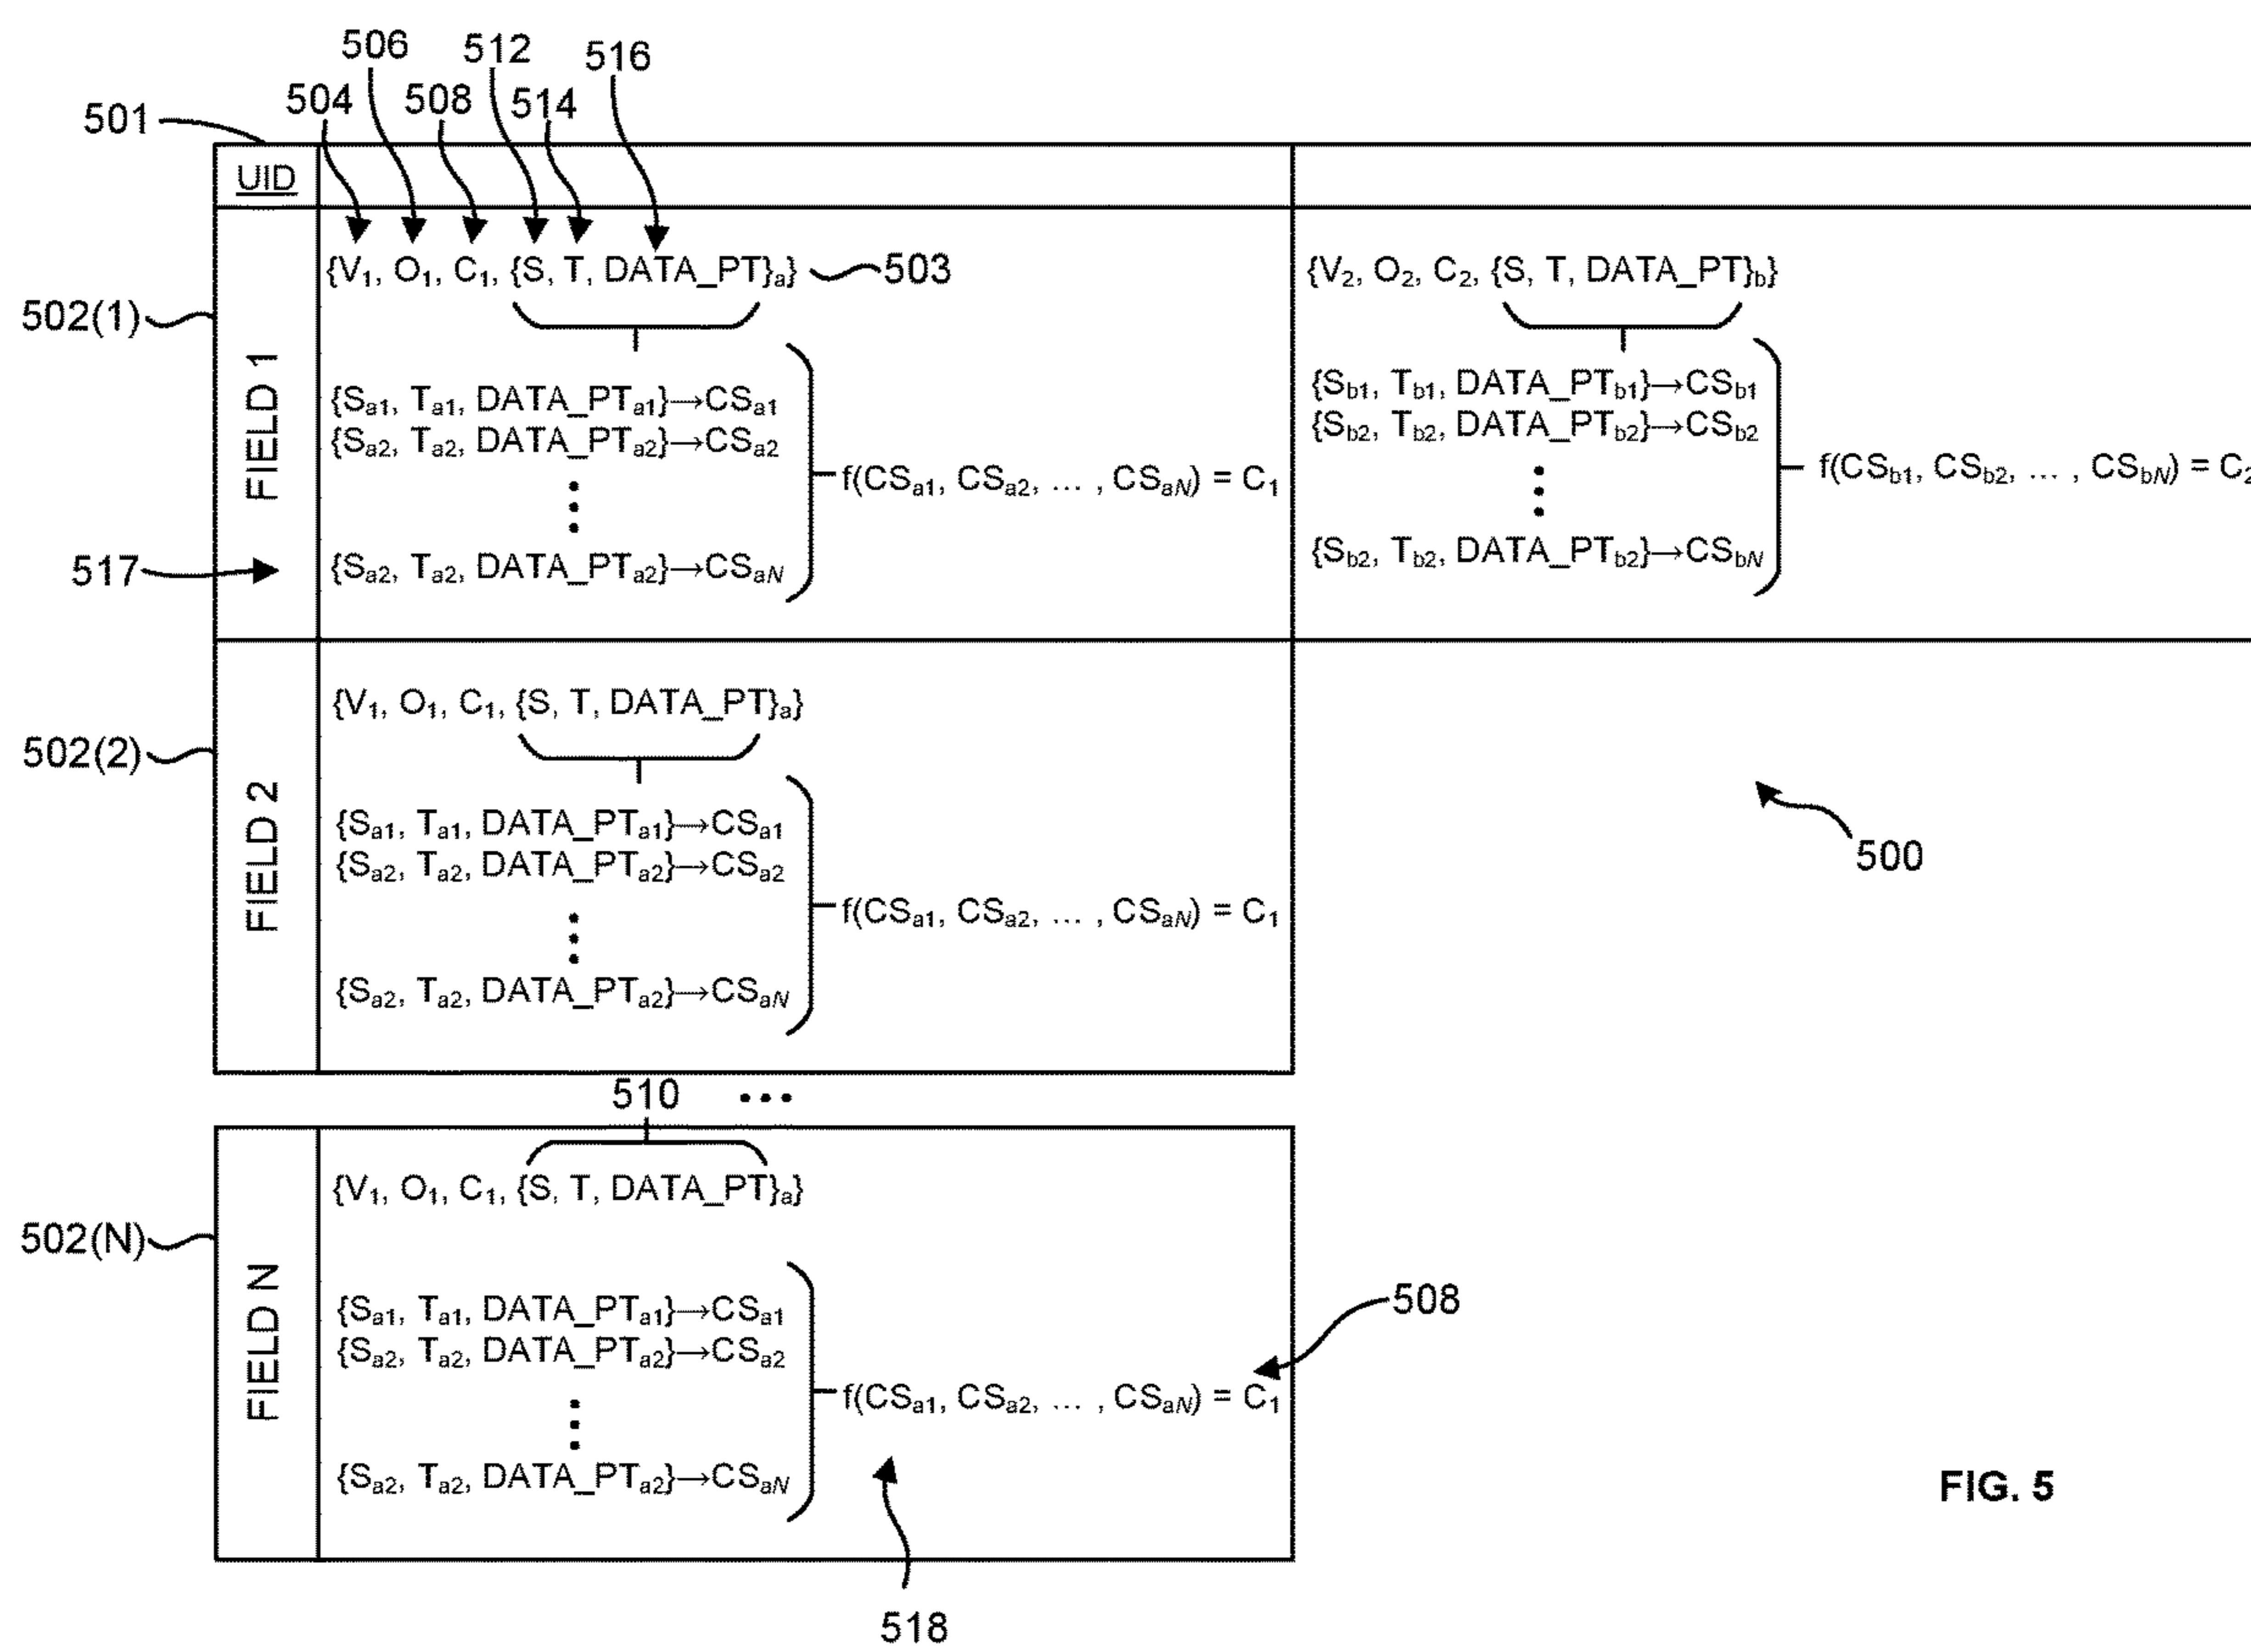 506 512 516
504 508 514
501
UID
{V₁, O₁, C₁, {S, T, DATA_PT}ₐ} 503 {V₂, O₂, C₂, {S, T, DATA_PT}b}
502(1)
FIELD 1
{Sa1, Ta1, DATA_PTa1}→CSa1 {Sb1, Tb1, DATA_PTb1}→CSb1
{Sa2, Ta2, DATA_PTa2}→CSa2 {Sb2, Tb2, DATA_PTb2}→CSb2
f(CSa1, CSa2, ... , CSaN) = C₁ f(CSb1, CSb2, ... , CSbN) = C₂
517 {Sa2, Ta2, DATA_PTa2}→CSaN {Sb2, Tb2, DATA_PTb2}→CSbN
{V₁, O₁, C₁, {S, T, DATA_PT}ₐ}
502(2)
FIELD 2
{Sa1, Ta1, DATA_PTa1}→CSa1
{Sa2, Ta2, DATA_PTa2}→CSa2
500
f(CSa1, CSa2, ... , CSaN) = C₁
{Sa2, Ta2, DATA_PTa2}→CSaN
510 ...
{V₁, O₁, C₁, {S, T, DATA_PT}ₐ}
502(N)
FIELD N
{Sa1, Ta1, DATA_PTa1}→CSa1 508
{Sa2, Ta2, DATA_PTa2}→CSa2
f(CSa1, CSa2, ... , CSaN) = C₁
{Sa2, Ta2, DATA_PTa2}→CSaN
FIG. 5
518